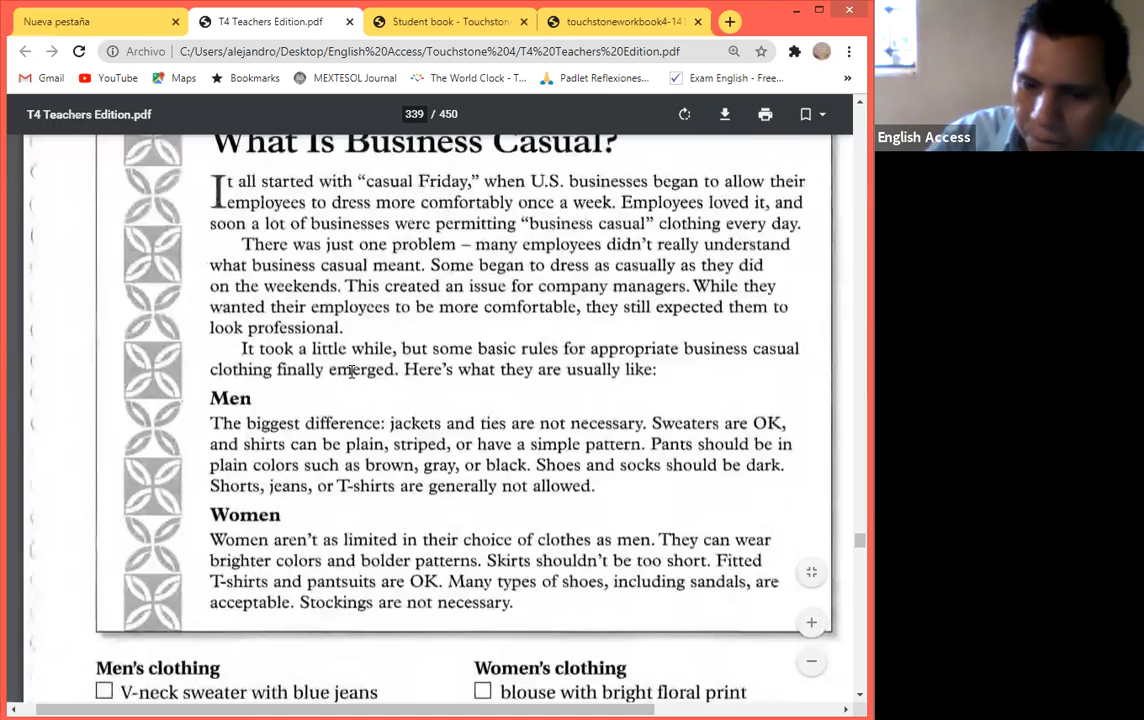 Nueva pestaña
T4 Teachers Edition.pdf
Student book - Touchstone
touchstoneworkbook4-14
Archivo
C:/Users/alejandro/Desktop/English%20Access/Touchstone%204/T4%20Teachers%20Edition.pdf
Gmail
YouTube
Maps
Bookmarks
MEXTESOL Journal
The World Clock - T...
Padlet Reflexiones...
Exam English - Free...
»
T4 Teachers Edition.pdf
339 / 450
English Access
What Is Business Casual?
It all started with “casual Friday,” when U.S. businesses began to allow their
employees to dress more comfortably once a week. Employees loved it, and
soon a lot of businesses were permitting “business casual” clothing every day.
There was just one problem – many employees didn’t really understand
what business casual meant. Some began to dress as casually as they did
on the weekends. This created an issue for company managers. While they
wanted their employees to be more comfortable, they still expected them to
look professional.
It took a little while, but some basic rules for appropriate business casual
clothing finally emerged. Here’s what they are usually like:
Men
The biggest difference: jackets and ties are not necessary. Sweaters are OK,
and shirts can be plain, striped, or have a simple pattern. Pants should be in
plain colors such as brown, gray, or black. Shoes and socks should be dark.
Shorts, jeans, or T-shirts are generally not allowed.
Women
Women aren’t as limited in their choice of clothes as men. They can wear
brighter colors and bolder patterns. Skirts shouldn’t be too short. Fitted
T-shirts and pantsuits are OK. Many types of shoes, including sandals, are
acceptable. Stockings are not necessary.
Men’s clothing
V-neck sweater with blue jeans
Women’s clothing
blouse with bright floral print